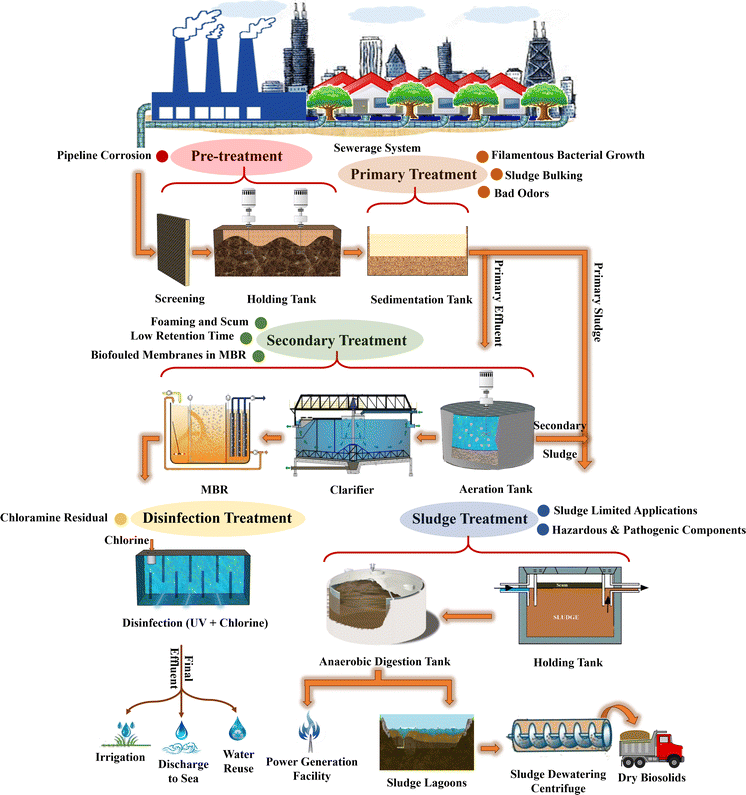 Sewerage System
Pipeline Corrosion
Pre-treatment
Primary Treatment
Filamentous Bacterial Growth
Sludge Bulking
Bad Odors
Screening
Holding Tank
Sedimentation Tank
Primary Effluent
Primary Sludge
Foaming and Scum
Low Retention Time
Biofouled Membranes in MBR
Secondary Treatment
MBR
Clarifier
Aeration Tank
Secondary
Sludge
Chloramine Residual
Disinfection Treatment
Sludge Treatment
Sludge Limited Applications
Hazardous & Pathogenic Components
Chlorine
Disinfection (UV + Chlorine)
Anaerobic Digestion Tank
Scum
SLUDGE
Holding Tank
Final
Effluent
Irrigation
Discharge
to Sea
Water
Reuse
Power Generation
Facility
Sludge Lagoons
Sludge Dewatering
Centrifuge
Dry Biosolids